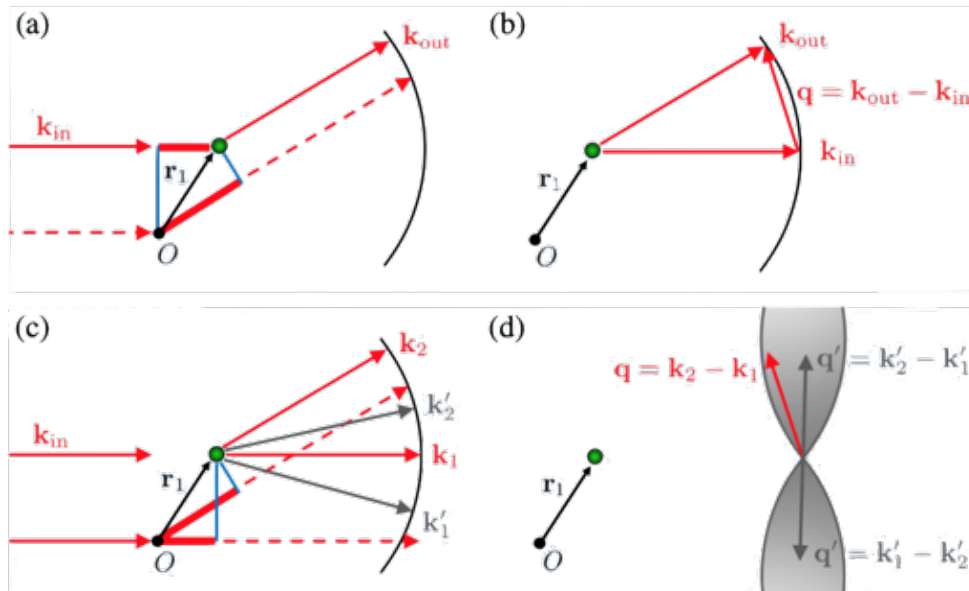 (a)
k_out
k_in
r_1
O
(b)
k_out
q = k_out − k_in
k_in
r_1
O
(c)
k_2
k′_2
k_in
k_1
r_1
k′_1
O
(d)
q = k_2 − k_1
q′ = k′_2 − k′_1
r_1
O
q′ = k′_1 − k′_2